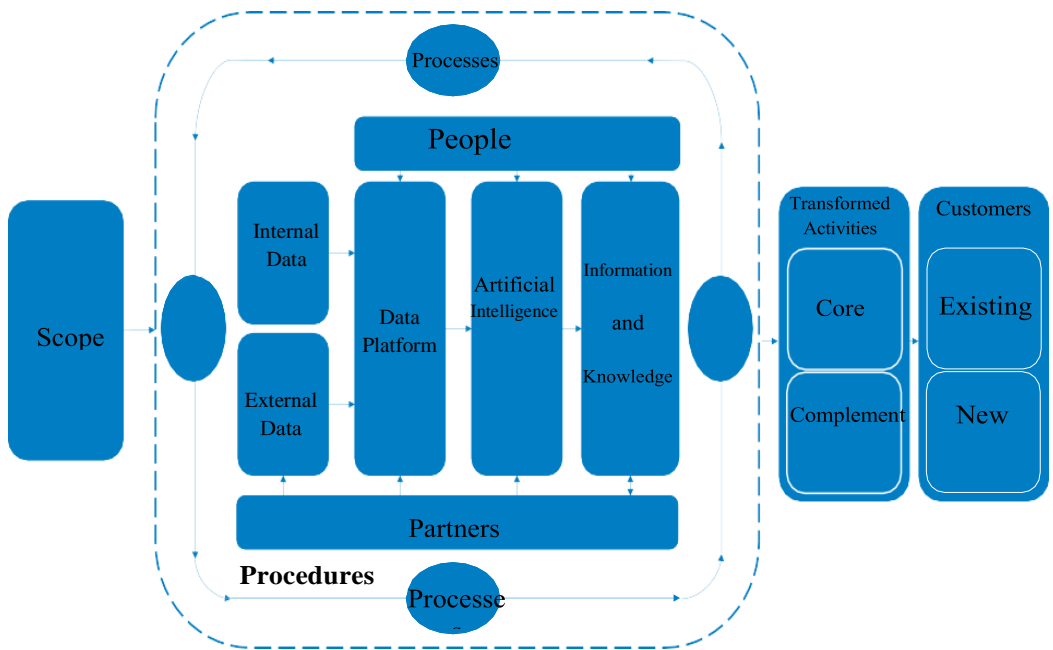 Processes
People
Scope
Internal
Data
External
Data
Data
Platform
Artificial
Intelligence
Information
and
Knowledge
Partners
Procedures
Processes
Transformed
Activities
Core
Complement
Customers
Existing
New